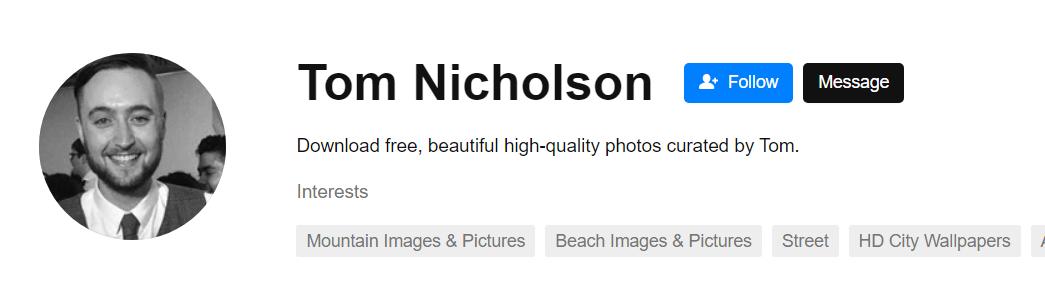 Tom Nicholson
Follow
Message
Download free, beautiful high-quality photos curated by Tom.
Interests
Mountain Images & Pictures
Beach Images & Pictures
Street
HD City Wallpapers